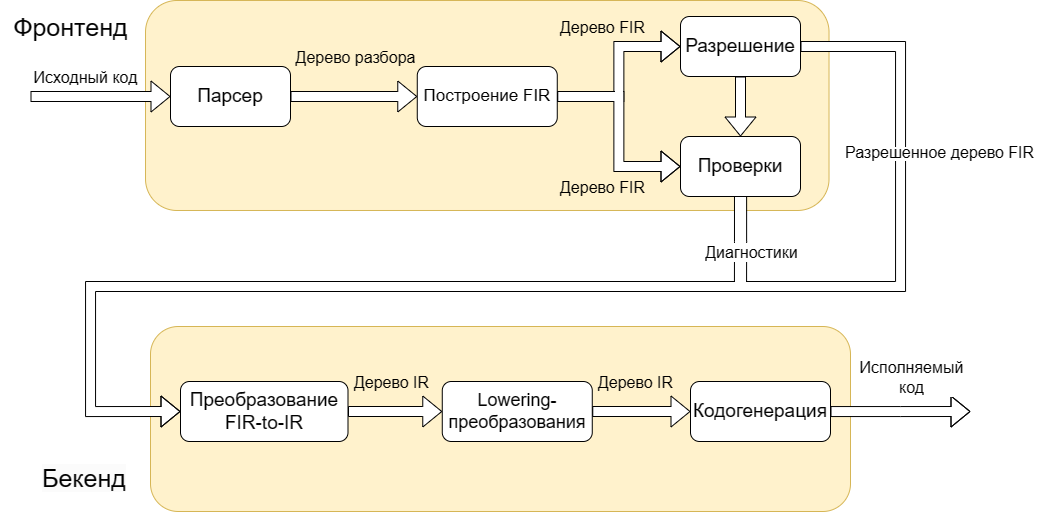 Фронтенд
Исходный код
Парсер
Дерево разбора
Построение FIR
Дерево FIR
Разрешение
Дерево FIR
Проверки
Разрешенное дерево FIR
Диагностики
Преобразование
FIR-to-IR
Дерево IR
Lowering-
преобразования
Дерево IR
Кодогенерация
Исполняемый
код
Бекенд